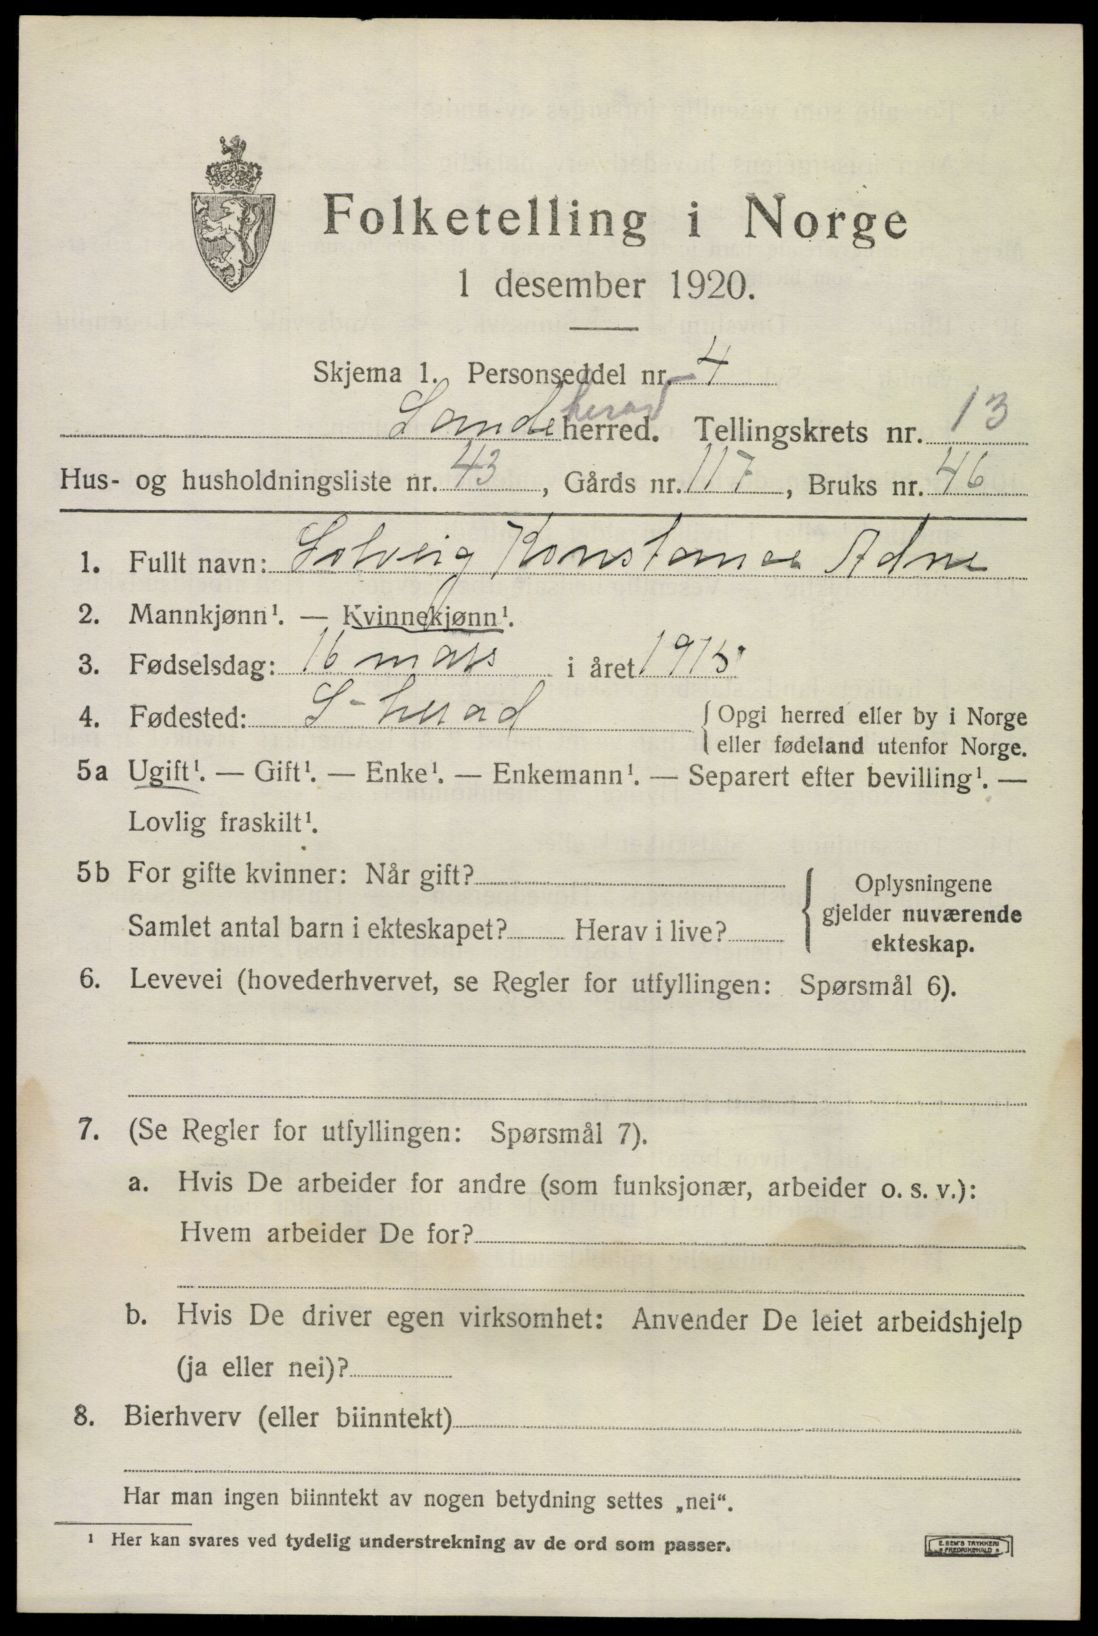 Folketelling i Norge
1 desember 1920.
Skjema 1. Personseddel nr. 4
Sandeherad herred. Tellingskrets nr. 13
Hus- og husholdningsliste nr. 43, Gårds nr. 117, Bruks nr. 46
1. Fullt navn: Solveig Konstance Adne
2. Mannkjønn¹. — Kvinnekjønn¹.
3. Fødselsdag: 16 mars i året 1915
4. Fødested: S-herad { Opgi herred eller by i Norge
eller fødeland utenfor Norge.
5a Ugift¹. — Gift¹. — Enke¹. — Enkemann¹. — Separert efter bevilling¹. —
Lovlig fraskilt¹.
5b For gifte kvinner: Når gift?
Samlet antal barn i ekteskapet? Herav i live?
{ Oplysningene
gjelder nuværende
ekteskap.
6. Levevei (hovederhvervet, se Regler for utfyllingen: Spørsmål 6).
7. (Se Regler for utfyllingen: Spørsmål 7).
a. Hvis De arbeider for andre (som funksjonær, arbeider o. s. v.):
Hvem arbeider De for?
b. Hvis De driver egen virksomhet: Anvender De leiet arbeidshjelp
(ja eller nei)?
8. Bierhverv (eller biinntekt)
Har man ingen biinntekt av nogen betydning settes „nei“.
¹ Her kan svares ved tydelig understrekning av de ord som passer.
E. SEM'S TRYKKERI
FREDRIKSHALD